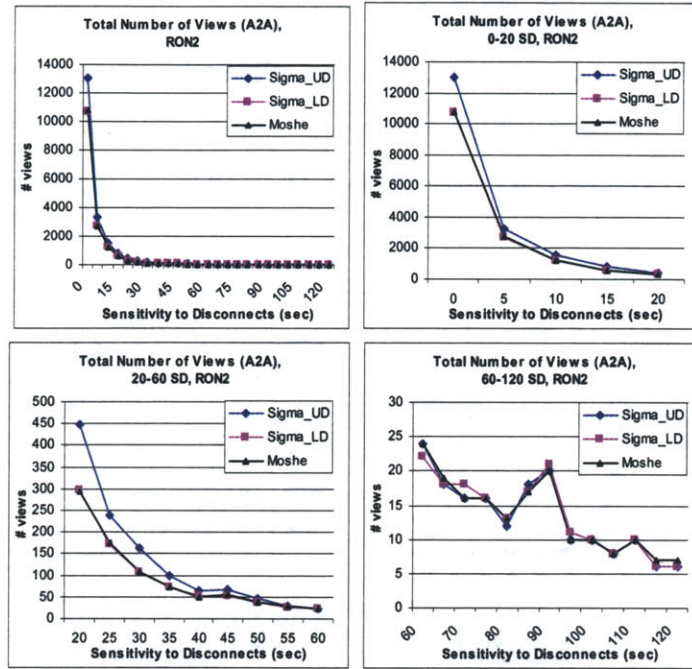 Total Number of Views (A2A),
RON2
14000
12000
10000
8000
6000
4000
2000
0
# views
Sigma_UD
Sigma_LD
Moshe
0
15
30
45
60
75
90
105
120
Sensitivity to Disconnects (sec)
Total Number of Views (A2A),
0-20 SD, RON2
14000
12000
10000
8000
6000
4000
2000
0
# views
Sigma_UD
Sigma_LD
Moshe
0 5 10 15 20
Sensitivity to Disconnects (sec)
Total Number of Views (A2A),
20-60 SD, RON2
500
450
400
350
300
250
200
150
100
50
0
# views
Sigma_UD
Sigma_LD
Moshe
20 25 30 35 40 45 50 55 60
Sensitivity to Disconnects (sec)
Total Number of Views (A2A),
60-120 SD, RON2
30
25
20
15
10
5
0
# views
Sigma_UD
Sigma_LD
Moshe
60
70
80
90
100
110
120
Sensitivity to Disconnects (sec)